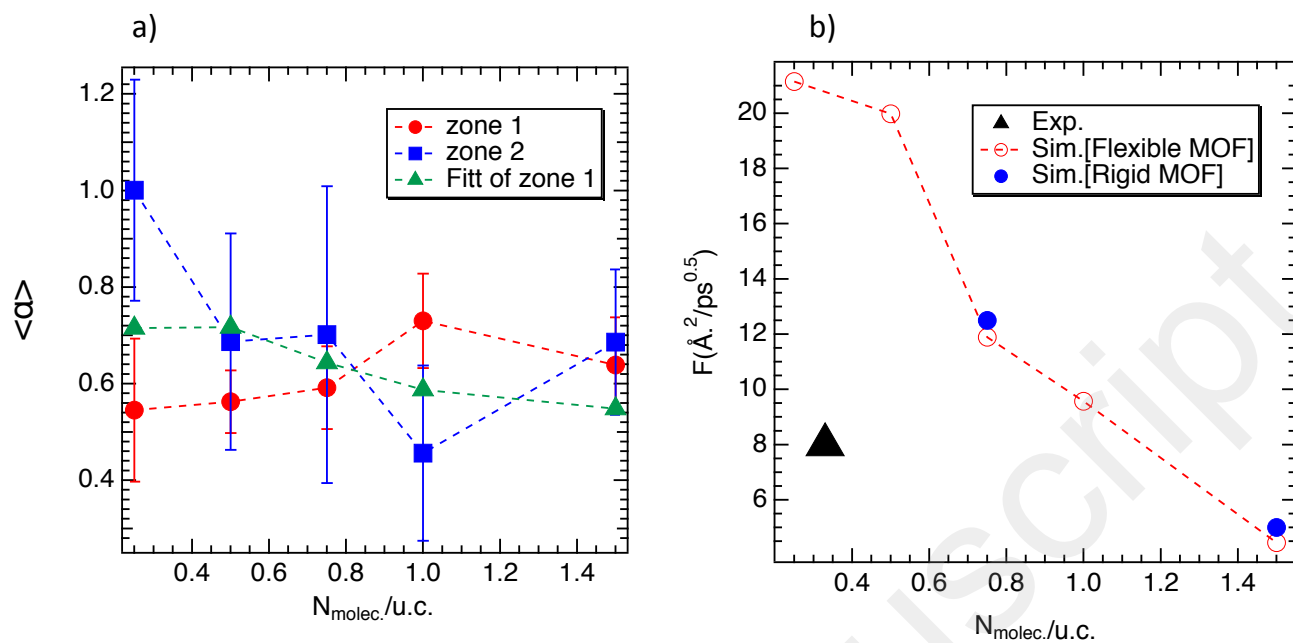 a)
1.2
1.0
0.8
0.6
0.4
<α>
zone 1
zone 2
Fitt of zone 1
0.4 0.6 0.8 1.0 1.2 1.4
N_molec./u.c.
b)
20
18
16
14
12
10
8
6
F(Å.²/ps^0.5)
Exp.
Sim.[Flexible MOF]
Sim.[Rigid MOF]
0.4 0.6 0.8 1.0 1.2 1.4
N_molec./u.c.
uscript